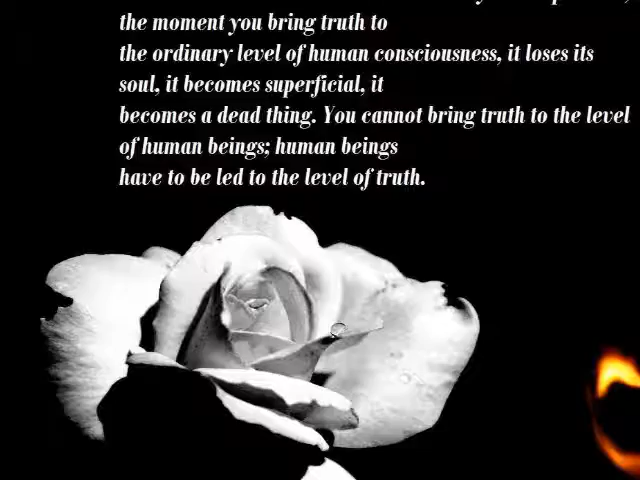 the moment you bring truth to
the ordinary level of human consciousness, it loses its
soul, it becomes superficial, it
becomes a dead thing. You cannot bring truth to the level
of human beings; human beings
have to be led to the level of truth.